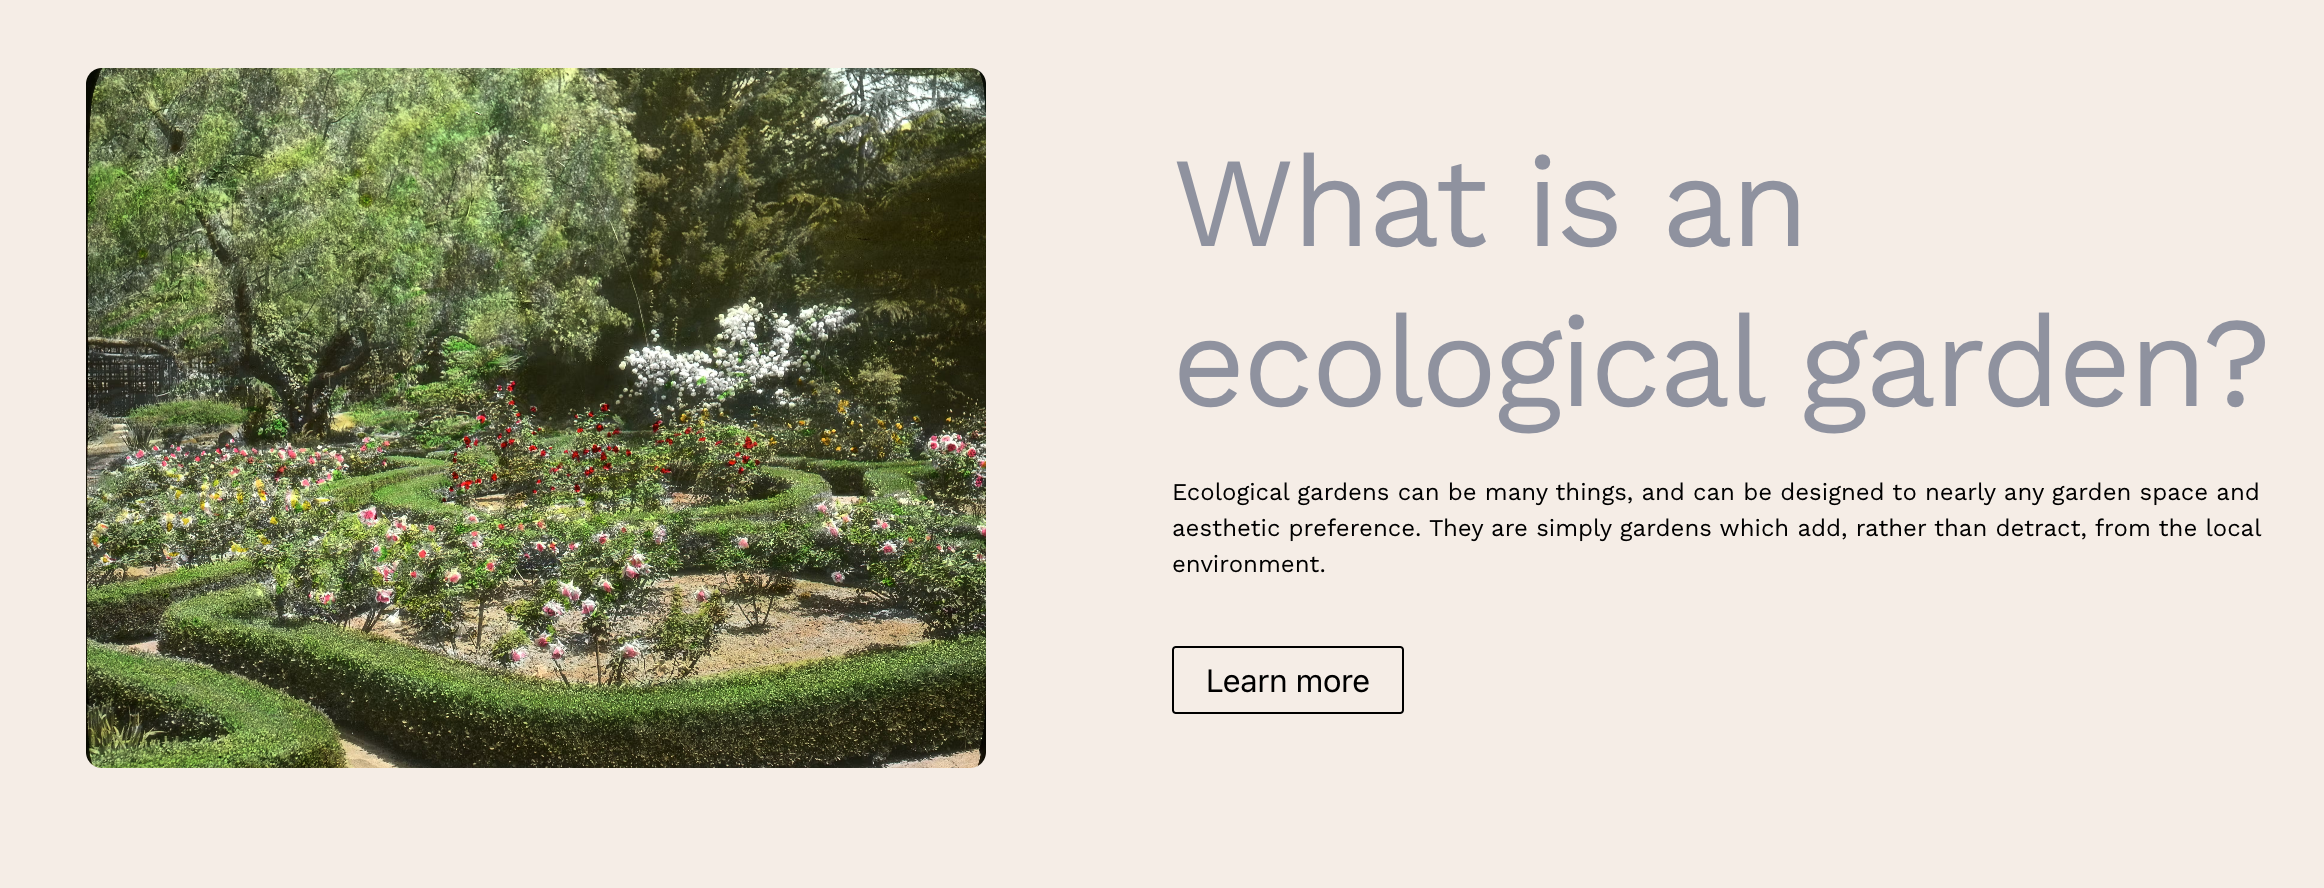 What is an
ecological garden?
Ecological gardens can be many things, and can be designed to nearly any garden space and
aesthetic preference. They are simply gardens which add, rather than detract, from the local
environment.
Learn more